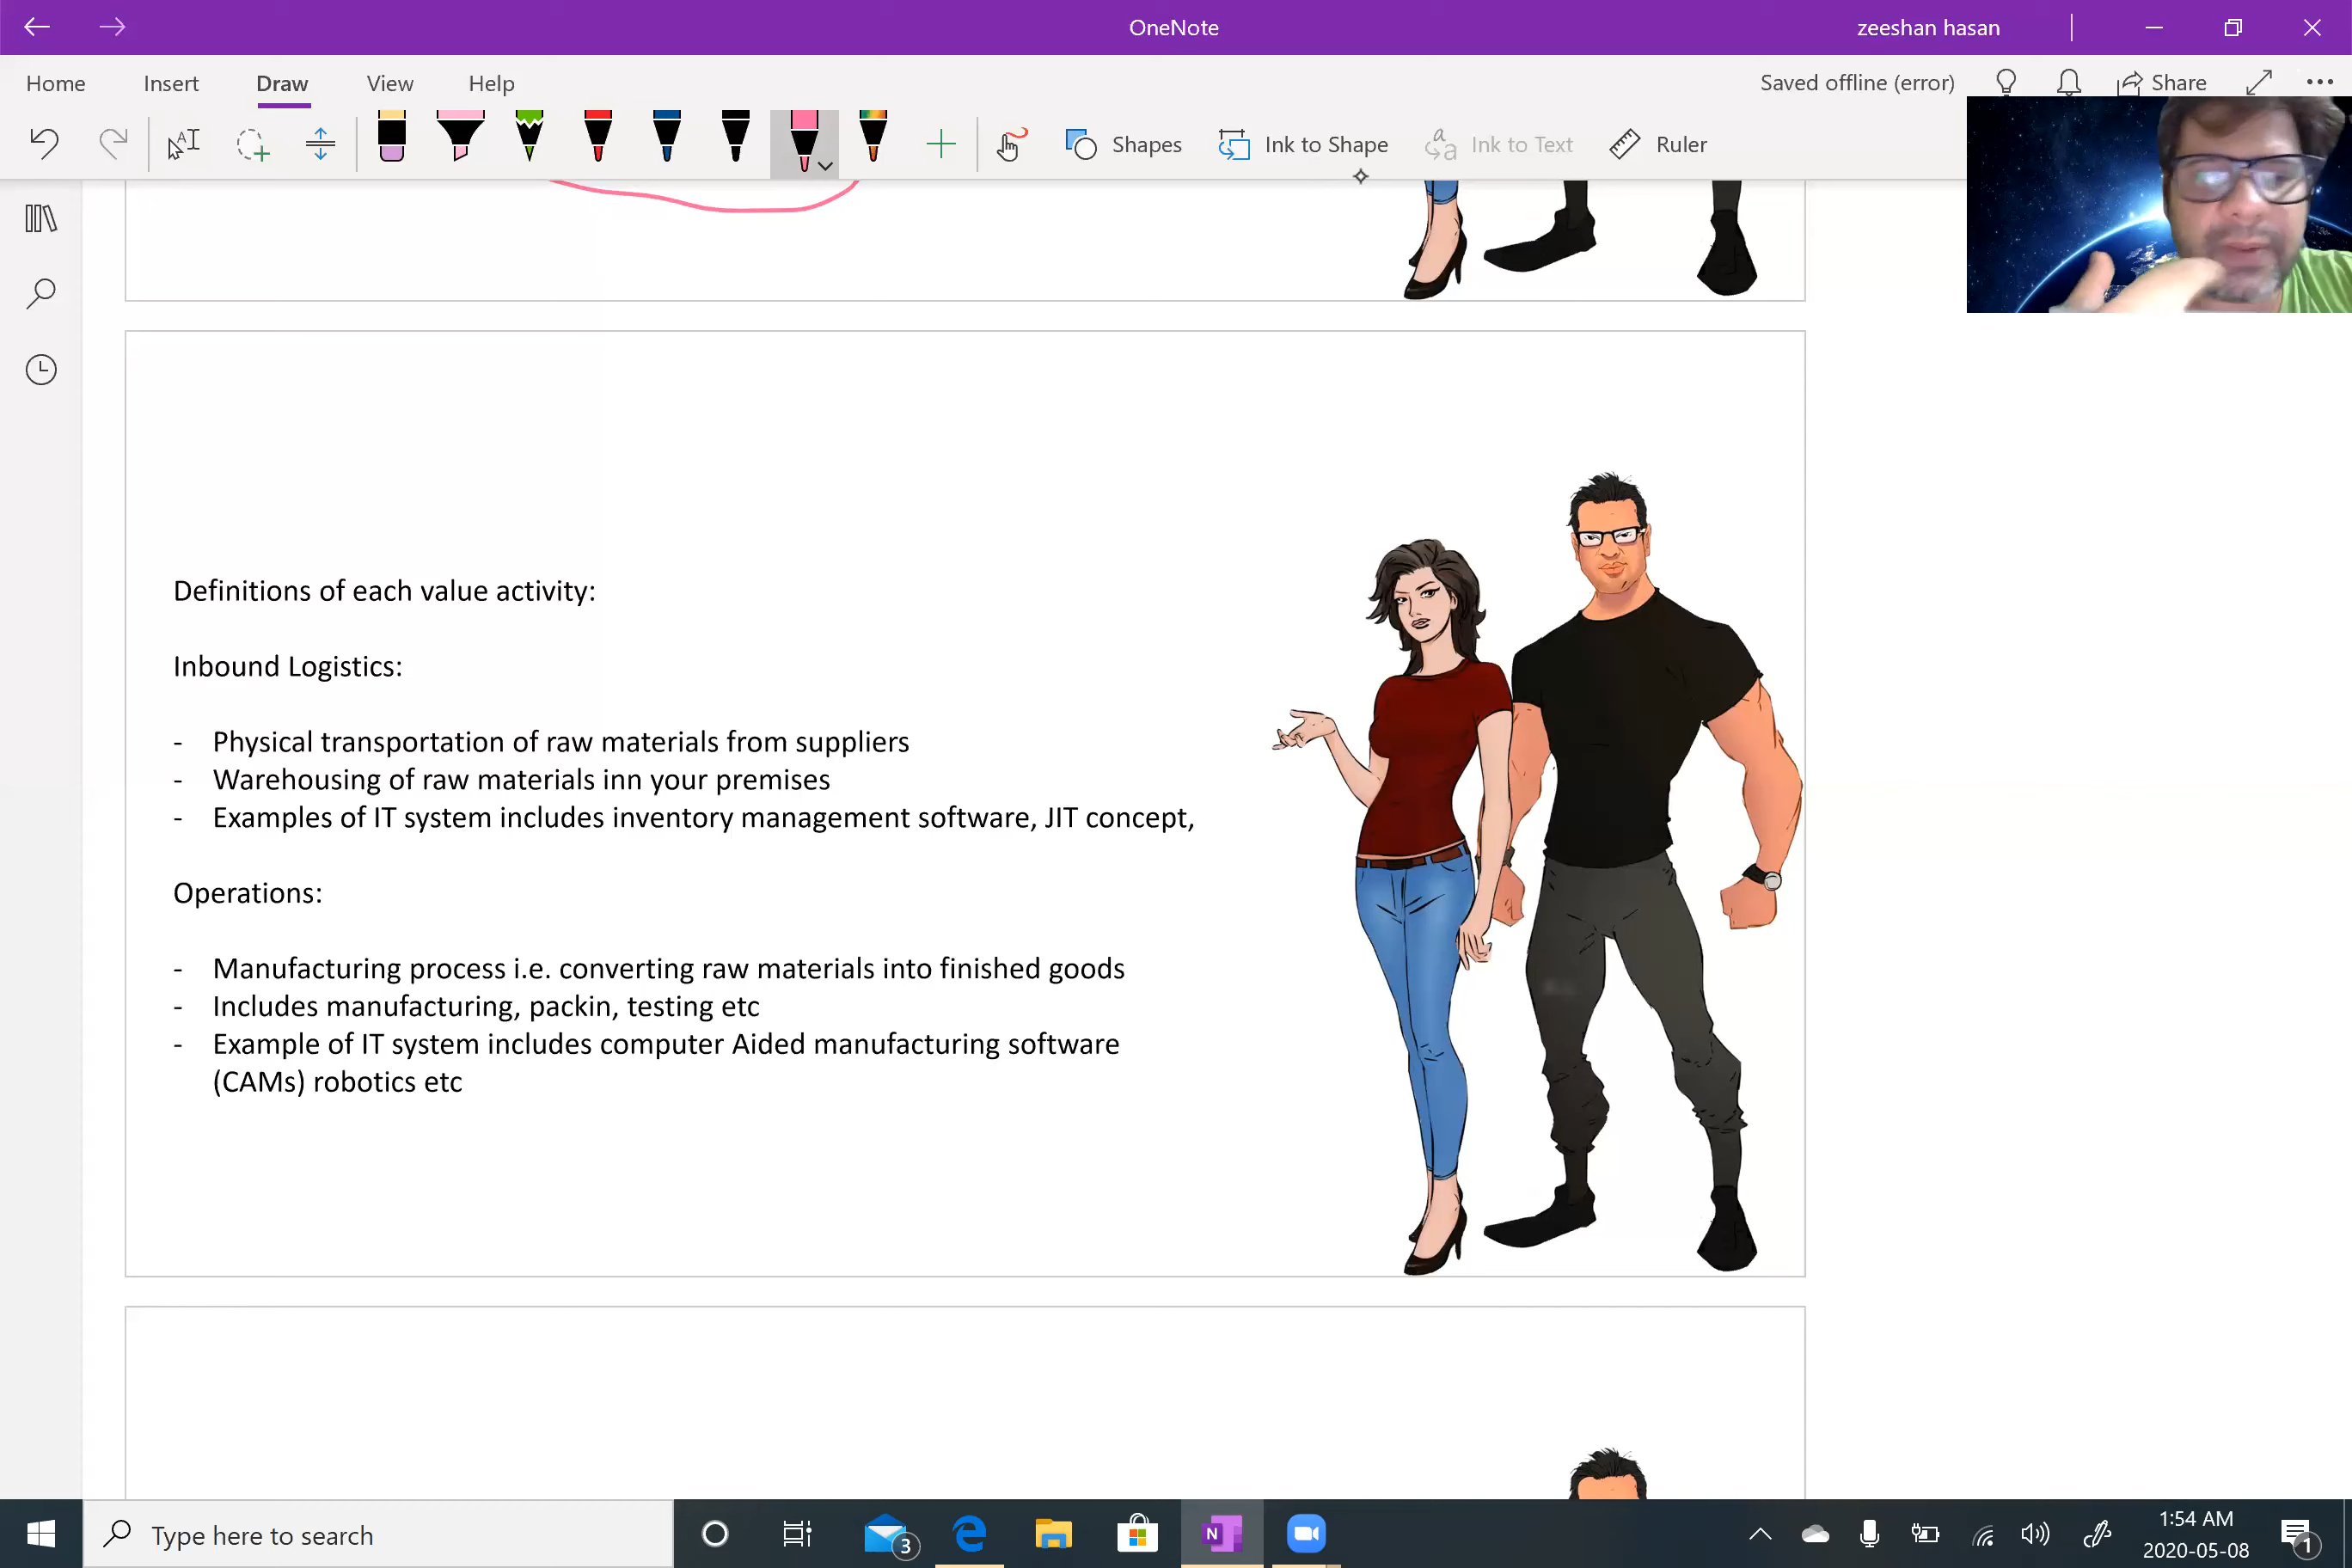 OneNote
zeeshan hasan
Home Insert Draw View Help
Saved offline (error)
Share
Shapes
Ink to Shape
Ink to Text
Ruler
Definitions of each value activity:
Inbound Logistics:
- Physical transportation of raw materials from suppliers
- Warehousing of raw materials inn your premises
- Examples of IT system includes inventory management software, JIT concept,
Operations:
- Manufacturing process i.e. converting raw materials into finished goods
- Includes manufacturing, packin, testing etc
- Example of IT system includes computer Aided manufacturing software
(CAMs) robotics etc
Type here to search
3
N
1:54 AM
2020-05-08
1